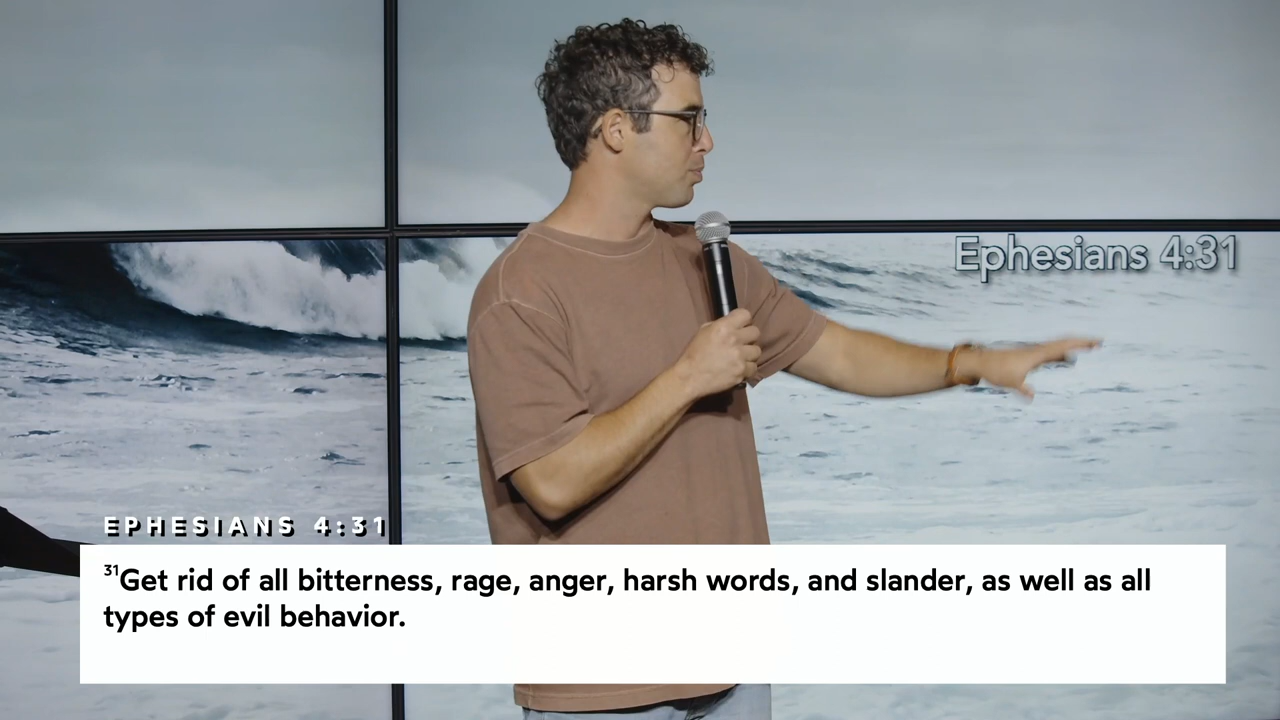 Ephesians 4:31
EPHESIANS 4:31
³¹Get rid of all bitterness, rage, anger, harsh words, and slander, as well as all
types of evil behavior.